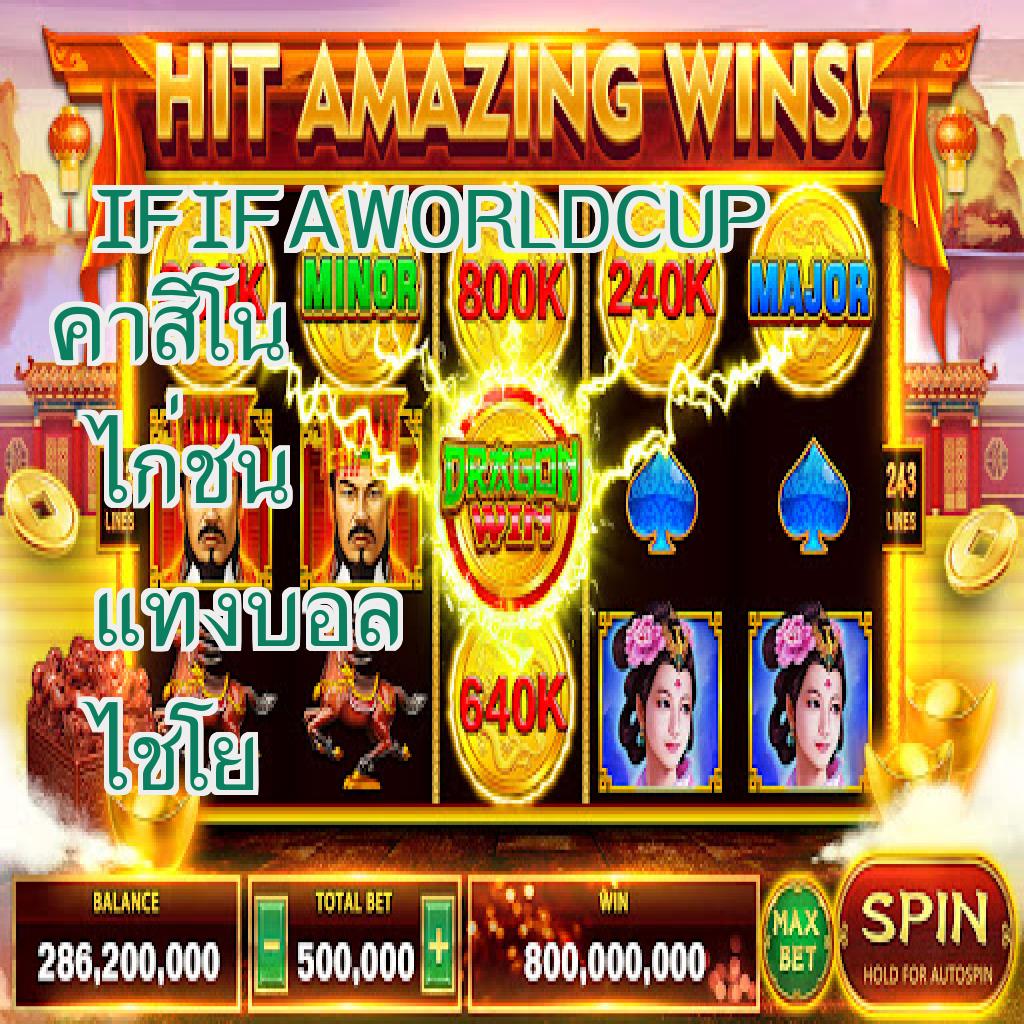 HIT AMAZING WINS!
IFIFAWORLDCUP
MINOR
800K
240K
MAJOR
คาสิโน
ไก่ชน
DRAGON
WIN
243
LINES
LINES
แทงบอล
640K
ไชโย
BALANCE
TOTAL BET
WIN
286,200,000
- 500,000 +
800,000,000
MAX
BET
SPIN
HOLD FOR AUTOSPIN